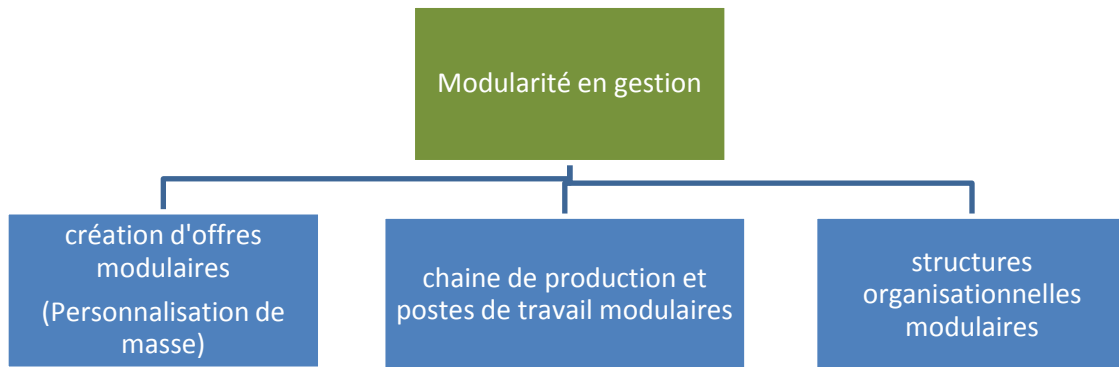 Modularité en gestion
création d'offres
modulaires
(Personnalisation de
masse)
chaine de production et
postes de travail modulaires
structures
organisationnelles
modulaires